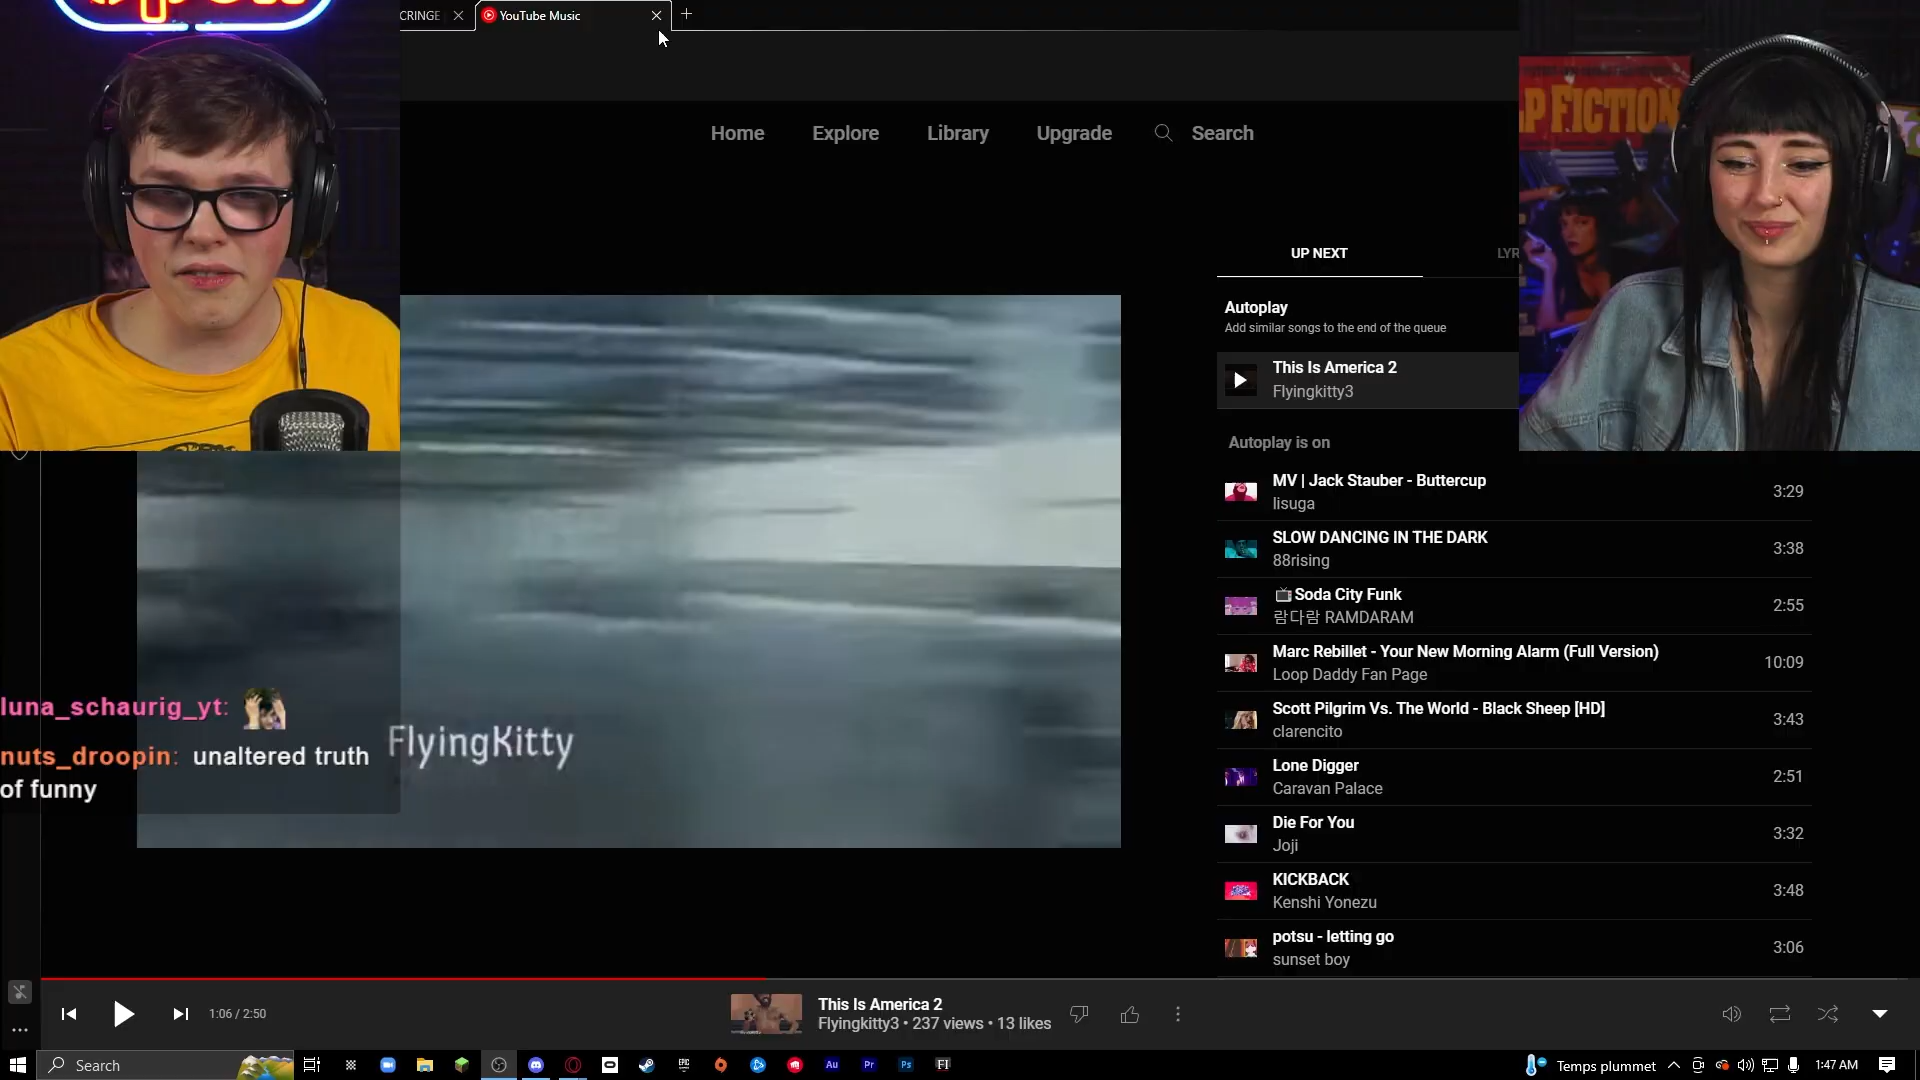 CRINGE
YouTube Music
Home Explore Library Upgrade Search
P FICTION
UP NEXT
LYR
Autoplay
Add similar songs to the end of the queue
This Is America 2
Flyingkitty3
Autoplay is on
MV | Jack Stauber - Buttercup
lisuga
3:29
SLOW DANCING IN THE DARK
88rising
3:38
📺Soda City Funk
람다람 RAMDARAM
2:55
Marc Rebillet - Your New Morning Alarm (Full Version)
Loop Daddy Fan Page
10:09
Scott Pilgrim Vs. The World - Black Sheep [HD]
clarencito
3:43
Lone Digger
Caravan Palace
2:51
Die For You
Joji
3:32
KICKBACK
Kenshi Yonezu
3:48
potsu - letting go
sunset boy
3:06
luna_schaurig_yt:
nuts_droopin: unaltered truth
of funny
FlyingKitty
1:06 / 2:50
This Is America 2
Flyingkitty3 • 237 views • 13 likes
Search
EPIC
Au
Pr
Ps
FI
Temps plummet
1:47 AM